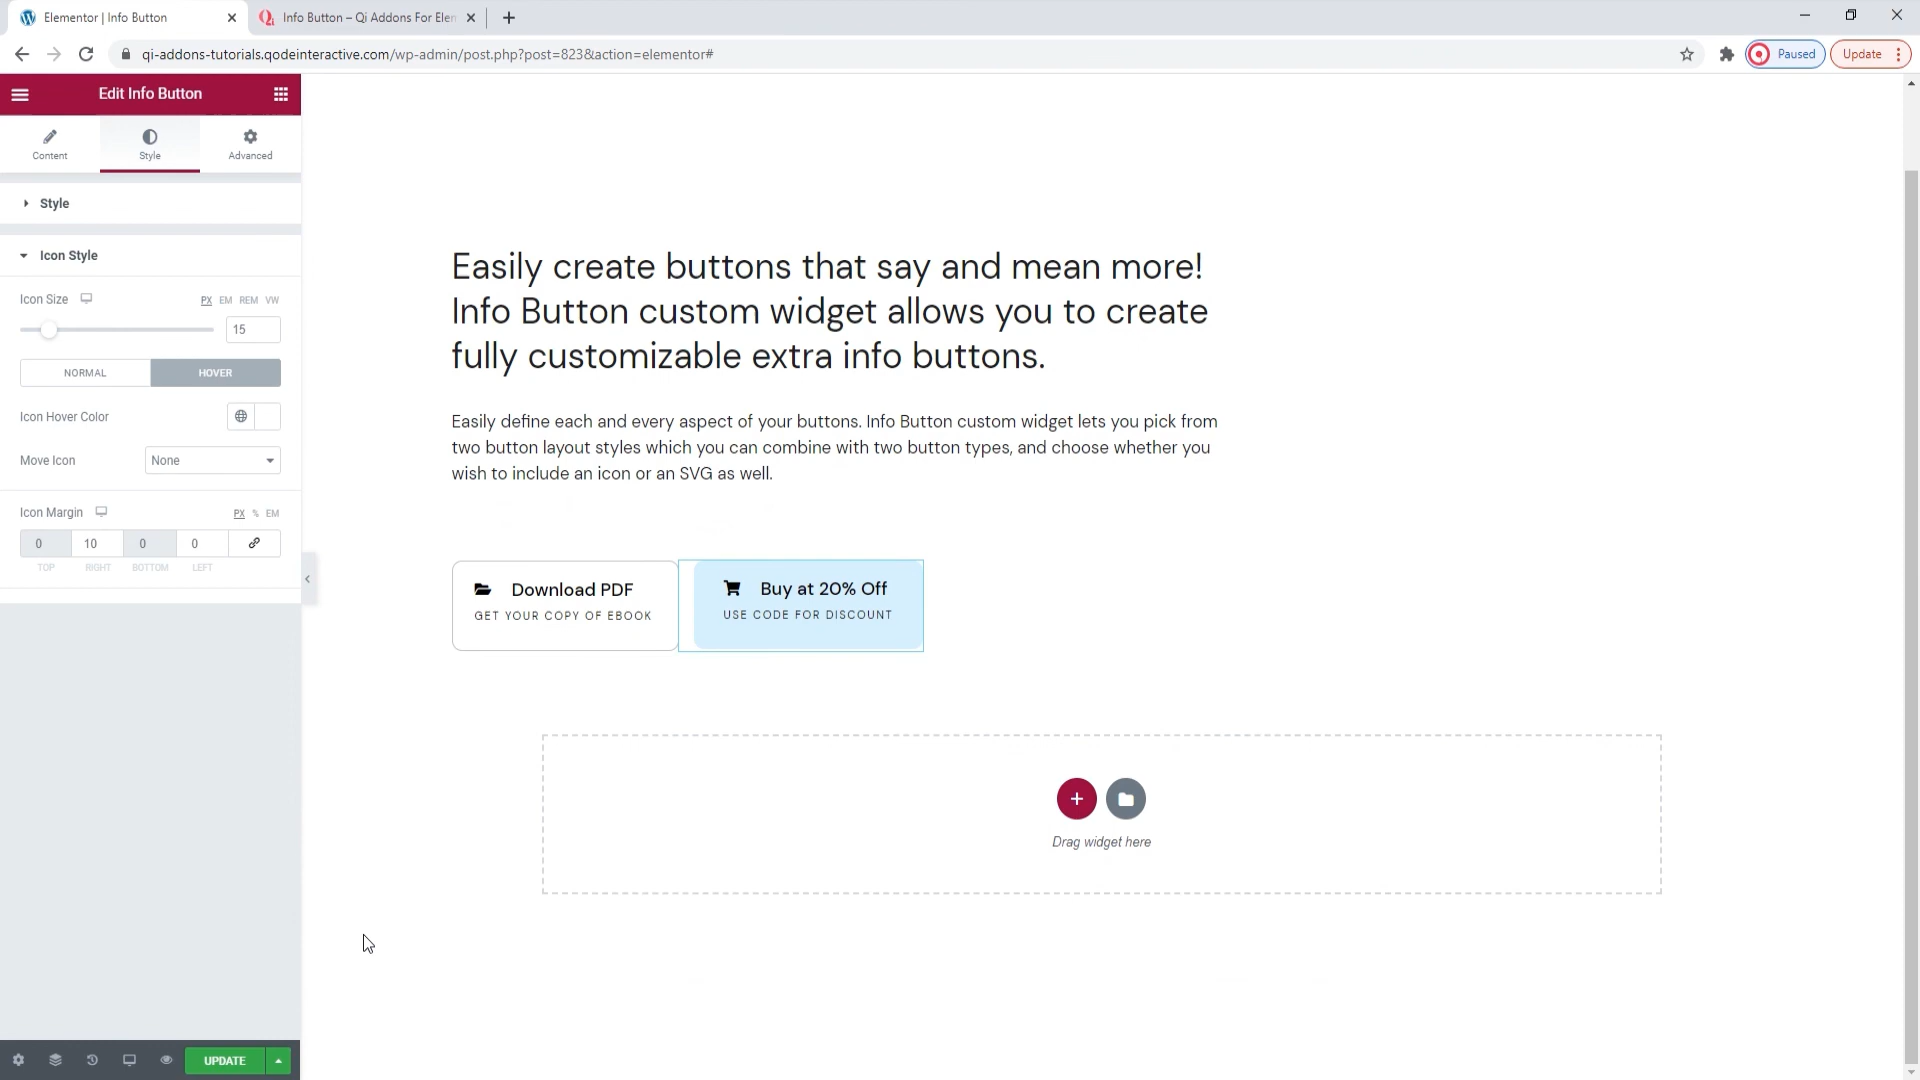 Elementor | Info Button
Info Button – Qi Addons For Elem
qi-addons-tutorials.qodeinteractive.com/wp-admin/post.php?post=823&action=elementor#
Paused
Update
Edit Info Button
Content
Style
Advanced
Style
Icon Style
Icon Size
PX EM REM VW
15
NORMAL
HOVER
Icon Hover Color
Move Icon
None
Icon Margin
PX % EM
0 10 0 0
TOP RIGHT BOTTOM LEFT
UPDATE
Easily create buttons that say and mean more!
Info Button custom widget allows you to create
fully customizable extra info buttons.
Easily define each and every aspect of your buttons. Info Button custom widget lets you pick from
two button layout styles which you can combine with two button types, and choose whether you
wish to include an icon or an SVG as well.
Download PDF
GET YOUR COPY OF EBOOK
Buy at 20% Off
USE CODE FOR DISCOUNT
Drag widget here